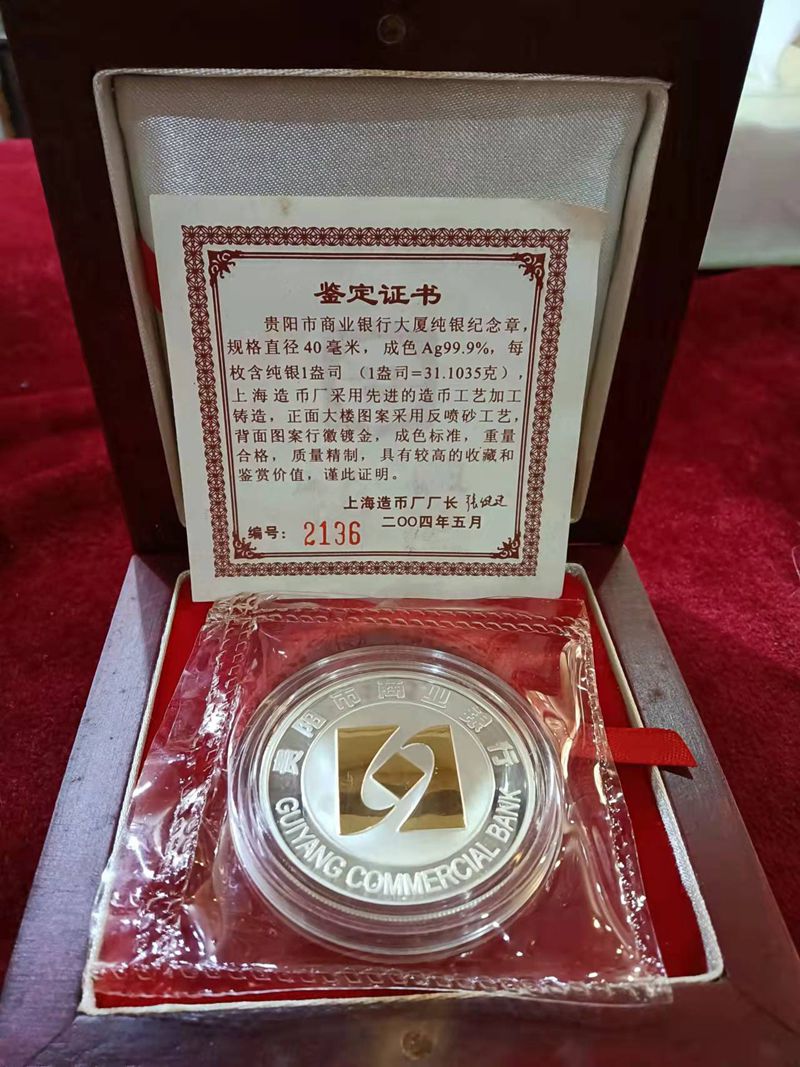 鉴定证书
贵阳市商业银行大厦纯银纪念章,
规格直径40毫米,成色Ag99.9%,每
枚含纯银1盎司 (1盎司=31.1035克),
上海造币厂采用先进的造币工艺加工
铸造,正面大楼图案采用反喷砂工艺,
背面图案行徽镀金,成色标准,重量
合格,质量精制,具有较高的收藏和
鉴赏价值,谨此证明。
上海造币厂厂长
二〇〇四年五月
编号: 2136
贵阳市商业银行
GUIYANG COMMERCIAL BANK